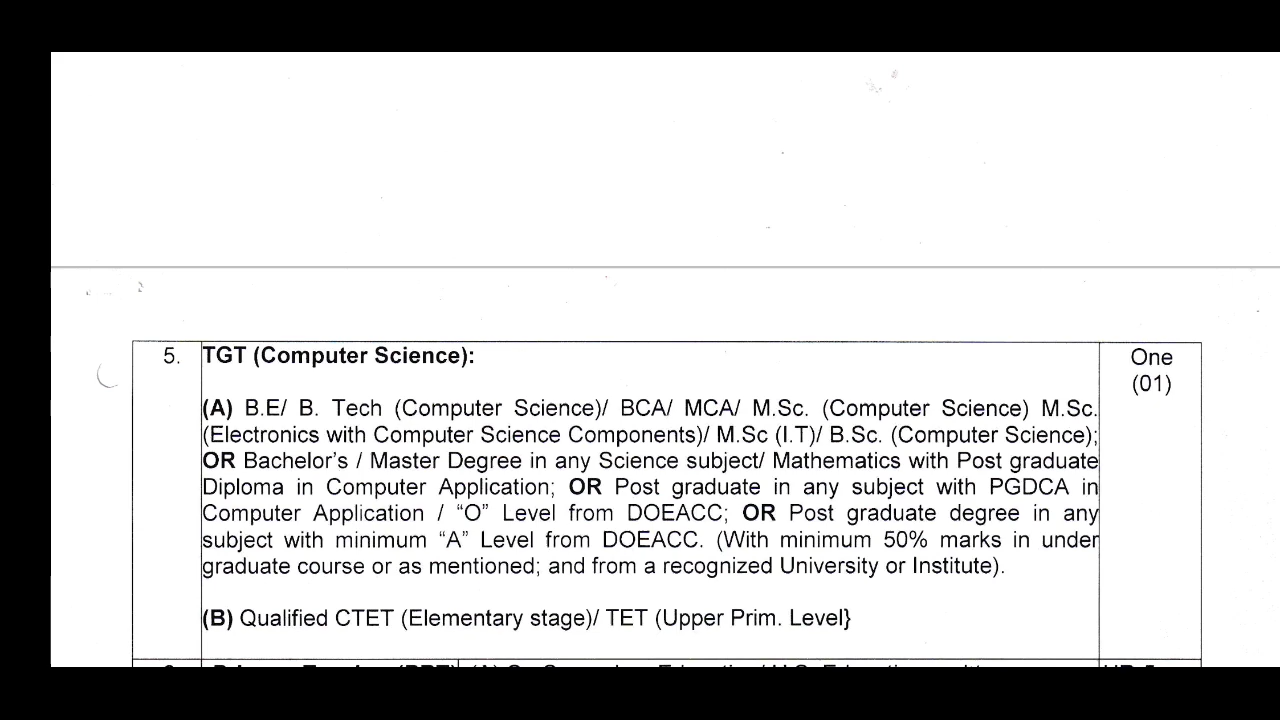 5. TGT (Computer Science): One
(01)
(A) B.E/ B. Tech (Computer Science)/ BCA/ MCA/ M.Sc. (Computer Science) M.Sc.
(Electronics with Computer Science Components)/ M.Sc (I.T)/ B.Sc. (Computer Science);
OR Bachelor's / Master Degree in any Science subject/ Mathematics with Post graduate
Diploma in Computer Application; OR Post graduate in any subject with PGDCA in
Computer Application / “O” Level from DOEACC; OR Post graduate degree in any
subject with minimum “A” Level from DOEACC. (With minimum 50% marks in under
graduate course or as mentioned; and from a recognized University or Institute).
(B) Qualified CTET (Elementary stage)/ TET (Upper Prim. Level}